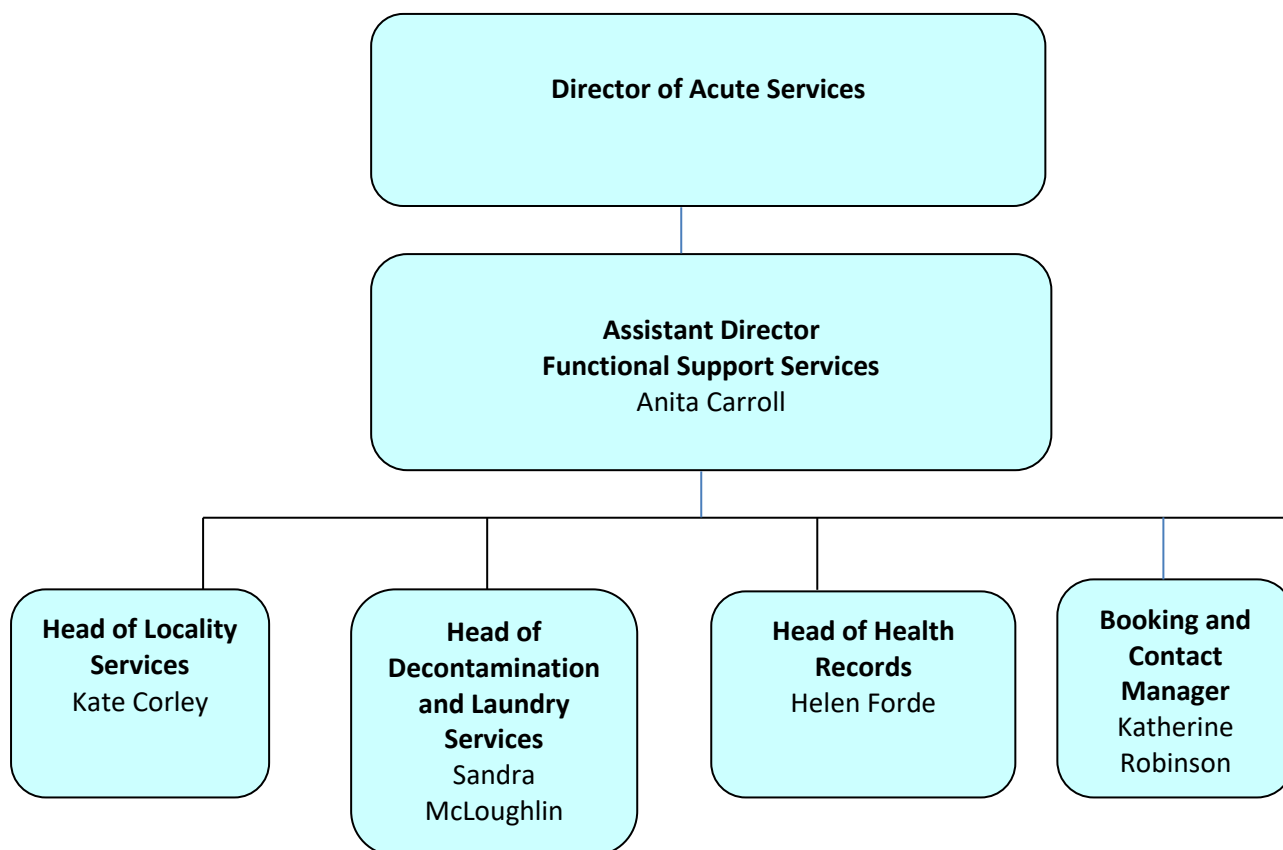 Director of Acute Services
Assistant Director
Functional Support Services
Anita Carroll
Head of Locality
Services
Kate Corley
Head of
Decontamination
and Laundry
Services
Sandra
McLoughlin
Head of Health
Records
Helen Forde
Booking and
Contact
Manager
Katherine
Robinson